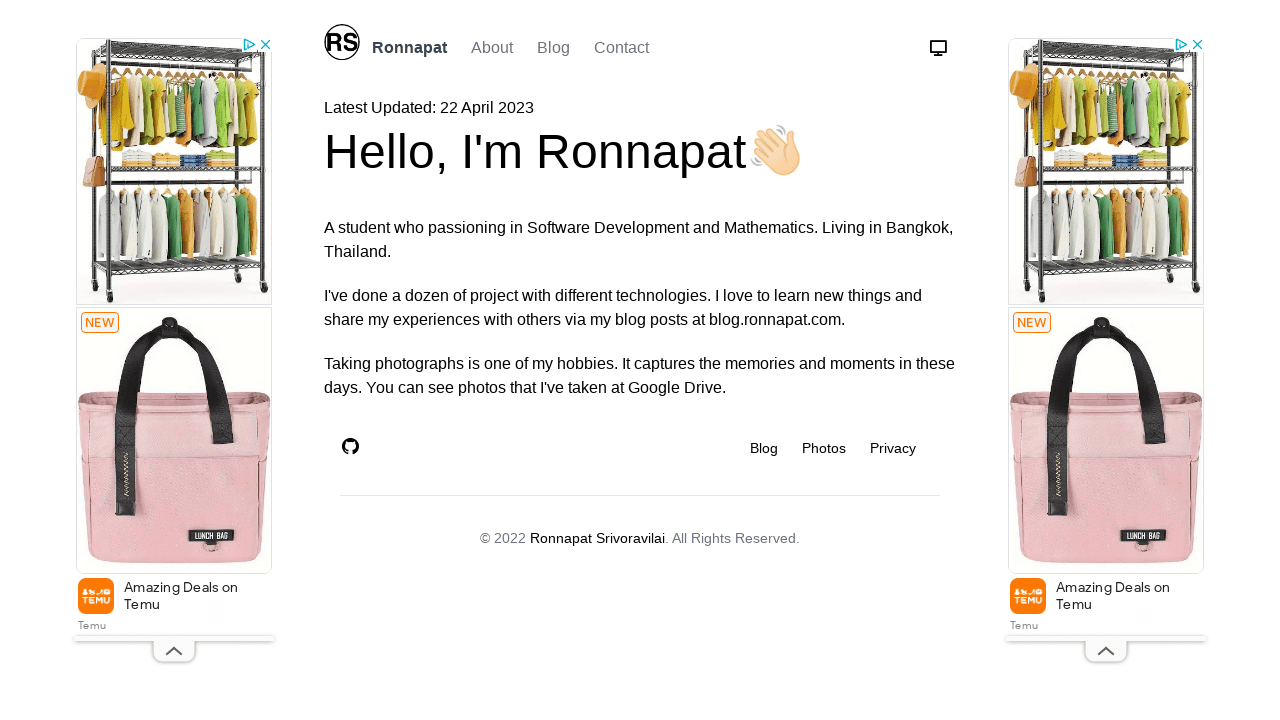 RS
Ronnapat
About
Blog
Contact
Latest Updated: 22 April 2023
Hello, I'm Ronnapat👋🏻
A student who passioning in Software Development and Mathematics. Living in Bangkok,
Thailand.
I've done a dozen of project with different technologies. I love to learn new things and
share my experiences with others via my blog posts at blog.ronnapat.com.
Taking photographs is one of my hobbies. It captures the memories and moments in these
days. You can see photos that I've taken at Google Drive.
Blog
Photos
Privacy
© 2022 Ronnapat Srivoravilai. All Rights Reserved.
NEW
LUNCH BAG
TEMU
Amazing Deals on
Temu
Temu
NEW
LUNCH BAG
TEMU
Amazing Deals on
Temu
Temu